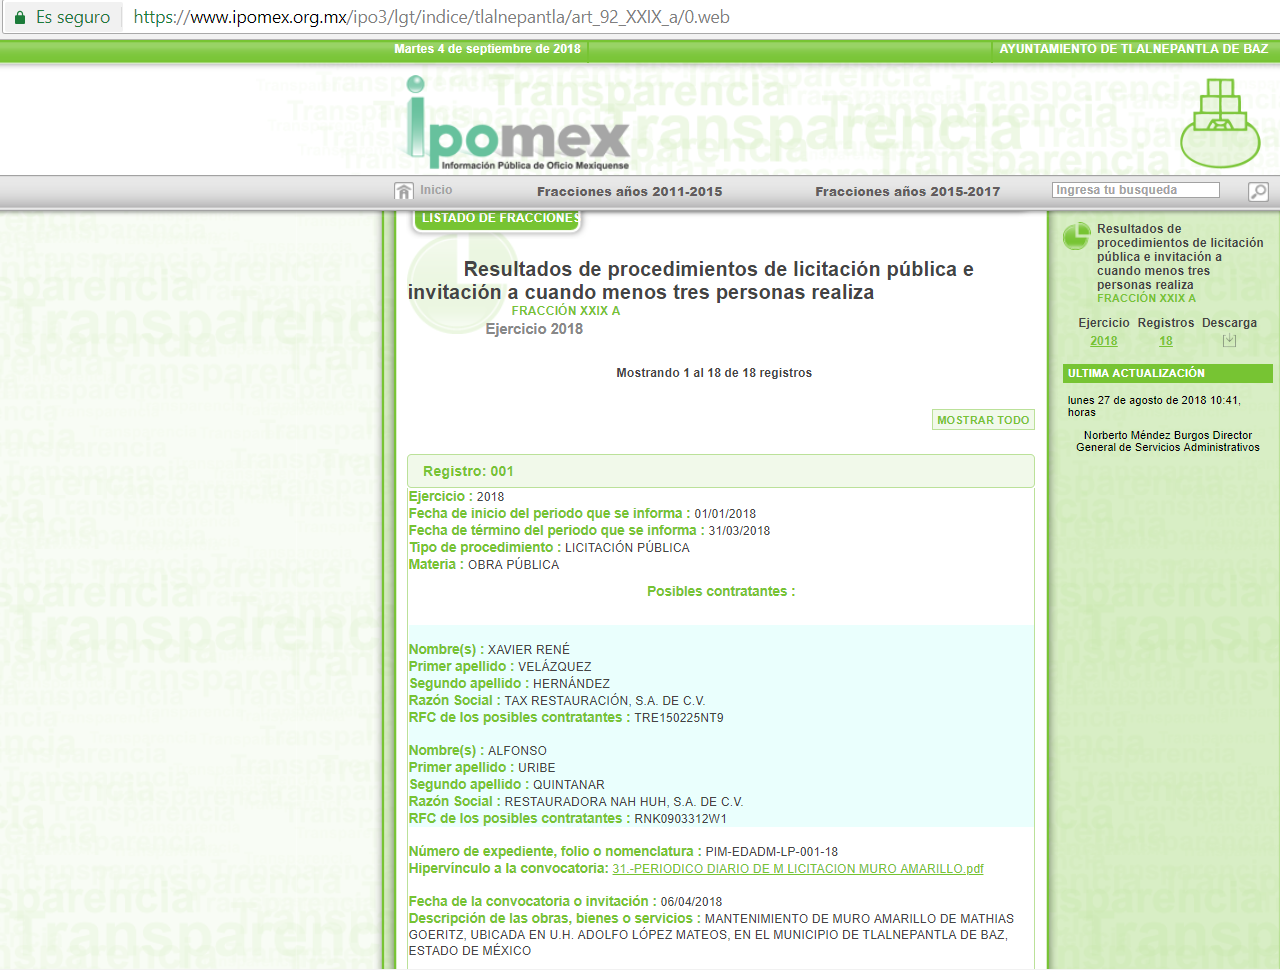 Es seguro
https://www.ipomex.org.mx/ipo3/lgt/indice/tlalnepantla/art_92_XXIX_a/0.web
Martes 4 de septiembre de 2018
AYUNTAMIENTO DE TLALNEPANTLA DE BAZ
Transparencia
ipomex
Información Pública de Oficio Mexiquense
Inicio
Fracciones años 2011-2015
Fracciones años 2015-2017
Ingresa tu busqueda
LISTADO DE FRACCIONES
Resultados de procedimientos de licitación pública e
invitación a cuando menos tres personas realiza
FRACCIÓN XXIX A
Ejercicio 2018
Mostrando 1 al 18 de 18 registros
MOSTRAR TODO
Registro: 001
Ejercicio : 2018
Fecha de inicio del periodo que se informa : 01/01/2018
Fecha de término del periodo que se informa : 31/03/2018
Tipo de procedimiento : LICITACIÓN PÚBLICA
Materia : OBRA PÚBLICA
Posibles contratantes :
Nombre(s) : XAVIER RENÉ
Primer apellido : VELÁZQUEZ
Segundo apellido : HERNÁNDEZ
Razón Social : TAX RESTAURACIÓN, S.A. DE C.V.
RFC de los posibles contratantes : TRE150225NT9
Nombre(s) : ALFONSO
Primer apellido : URIBE
Segundo apellido : QUINTANAR
Razón Social : RESTAURADORA NAH HUH, S.A. DE C.V.
RFC de los posibles contratantes : RNK0903312W1
Número de expediente, folio o nomenclatura : PIM-EDADM-LP-001-18
Hipervínculo a la convocatoria: 31.-PERIODICO DIARIO DE M LICITACION MURO AMARILLO.pdf
Fecha de la convocatoria o invitación : 06/04/2018
Descripción de las obras, bienes o servicios : MANTENIMIENTO DE MURO AMARILLO DE MATHIAS
GOERITZ, UBICADA EN U.H. ADOLFO LÓPEZ MATEOS, EN EL MUNICIPIO DE TLALNEPANTLA DE BAZ,
ESTADO DE MÉXICO
Resultados de
procedimientos de licitación
pública e invitación a
cuando menos tres
personas realiza
FRACCIÓN XXIX A
Ejercicio Registros Descarga
2018 18
ULTIMA ACTUALIZACIÓN
lunes 27 de agosto de 2018 10:41,
horas
Norberto Méndez Burgos Director
General de Servicios Administrativos